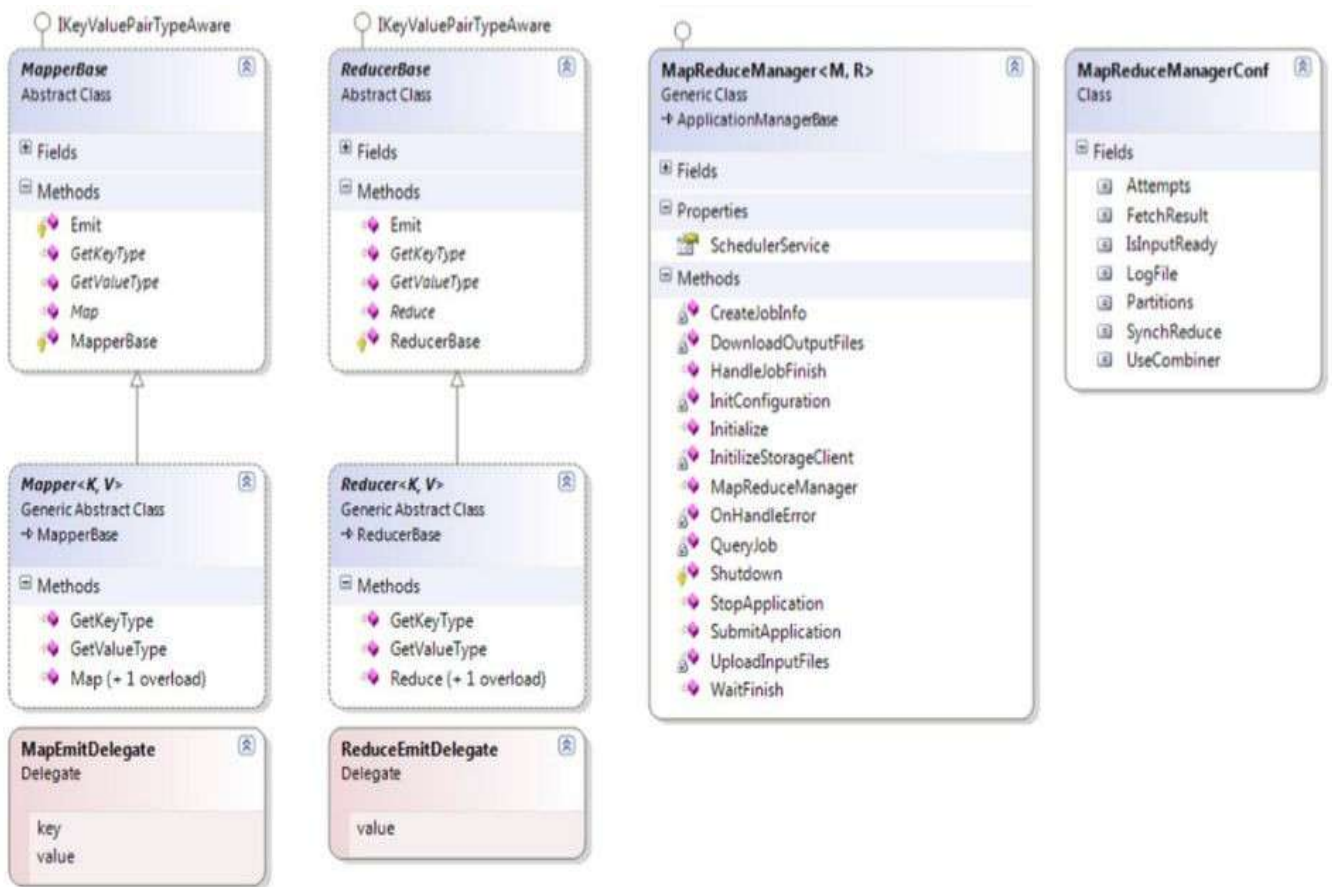 IKeyValuePairTypeAware
MapperBase
Abstract Class
Fields
Methods
Emit
GetKeyType
GetValueType
Map
MapperBase
Mapper<K, V>
Generic Abstract Class
MapperBase
Methods
GetKeyType
GetValueType
Map (+ 1 overload)
MapEmitDelegate
Delegate
key
value
IKeyValuePairTypeAware
ReducerBase
Abstract Class
Fields
Methods
Emit
GetKeyType
GetValueType
Reduce
ReducerBase
Reducer<K, V>
Generic Abstract Class
ReducerBase
Methods
GetKeyType
GetValueType
Reduce (+ 1 overload)
ReduceEmitDelegate
Delegate
value
MapReduceManager<M, R>
Generic Class
ApplicationManagerBase
Fields
Properties
SchedulerService
Methods
CreateJobInfo
DownloadOutputFiles
HandleJobFinish
InitConfiguration
Initialize
InitilizeStorageClient
MapReduceManager
OnHandleError
QueryJob
Shutdown
StopApplication
SubmitApplication
UploadInputFiles
WaitFinish
MapReduceManagerConf
Class
Fields
Attempts
FetchResult
IsInputReady
LogFile
Partitions
SynchReduce
UseCombiner